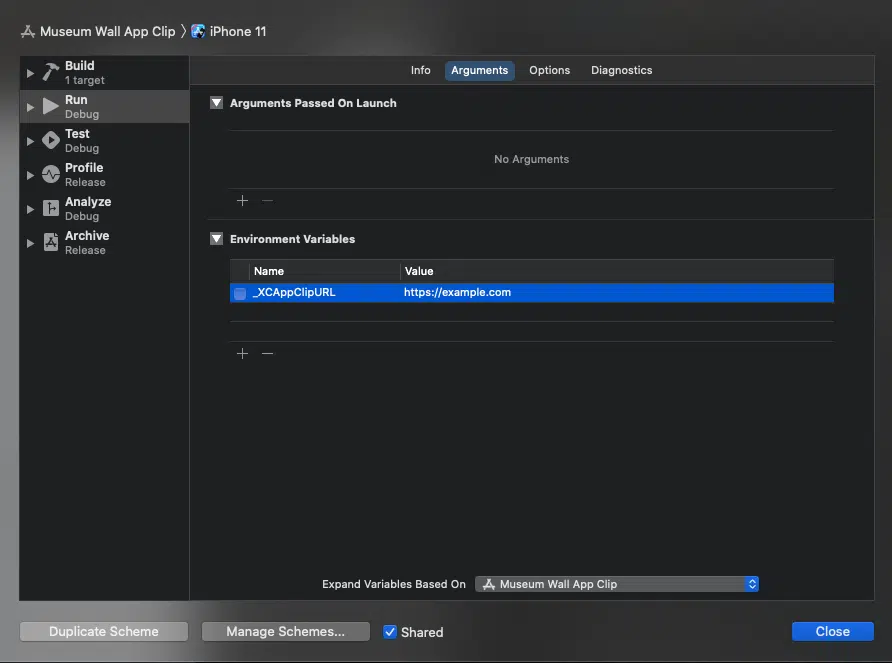 Museum Wall App Clip 〉 iPhone 11
Build
1 target
Run
Debug
Test
Debug
Profile
Release
Analyze
Debug
Archive
Release
Info Arguments Options Diagnostics
Arguments Passed On Launch
No Arguments
Environment Variables
Name Value
_XCAppClipURL https://example.com
Expand Variables Based On Museum Wall App Clip
Duplicate Scheme Manage Schemes... Shared Close